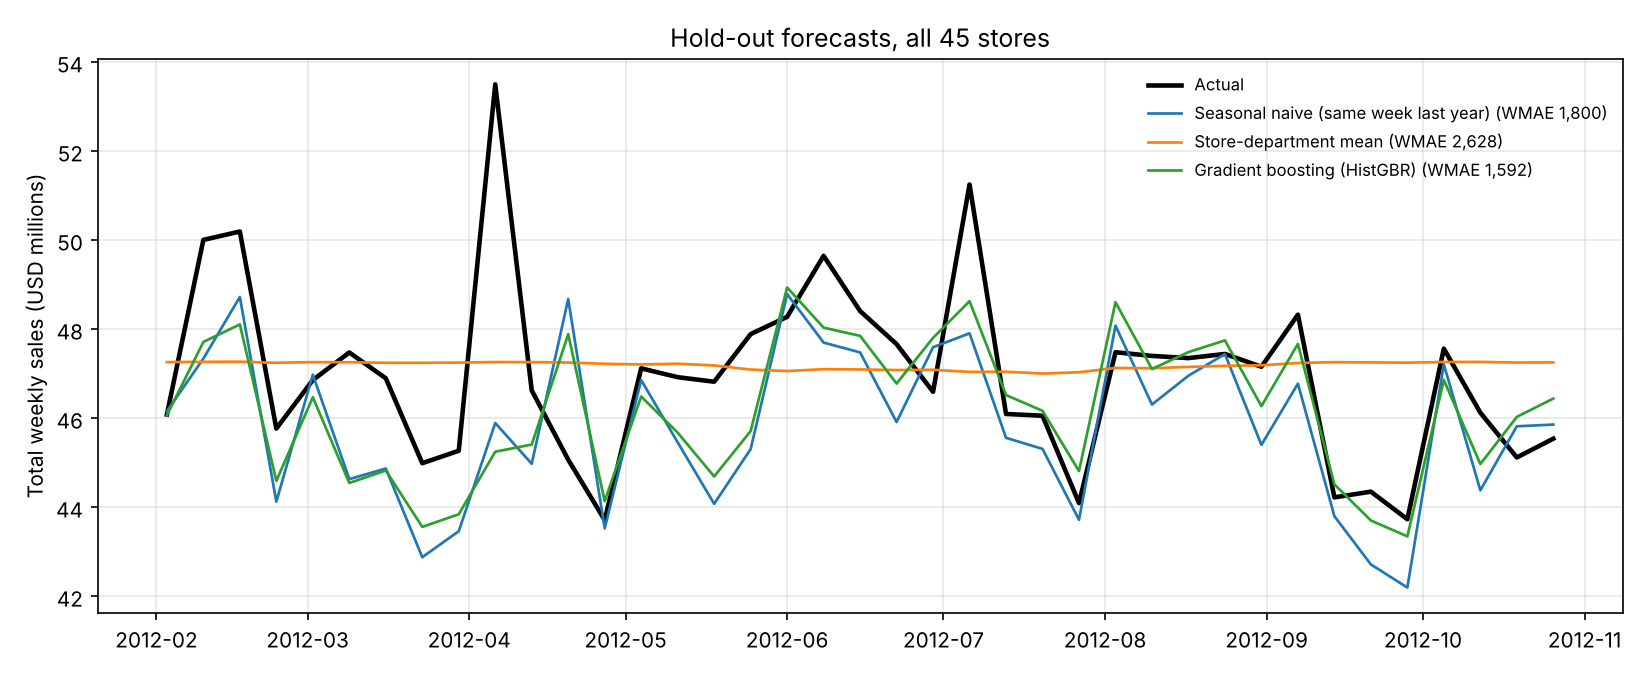 Hold-out forecasts, all 45 stores
Total weekly sales (USD millions)
54
52
50
48
46
44
42
Actual
Seasonal naive (same week last year) (WMAE 1,800)
Store-department mean (WMAE 2,628)
Gradient boosting (HistGBR) (WMAE 1,592)
2012-02 2012-03 2012-04 2012-05 2012-06 2012-07 2012-08 2012-09 2012-10 2012-11